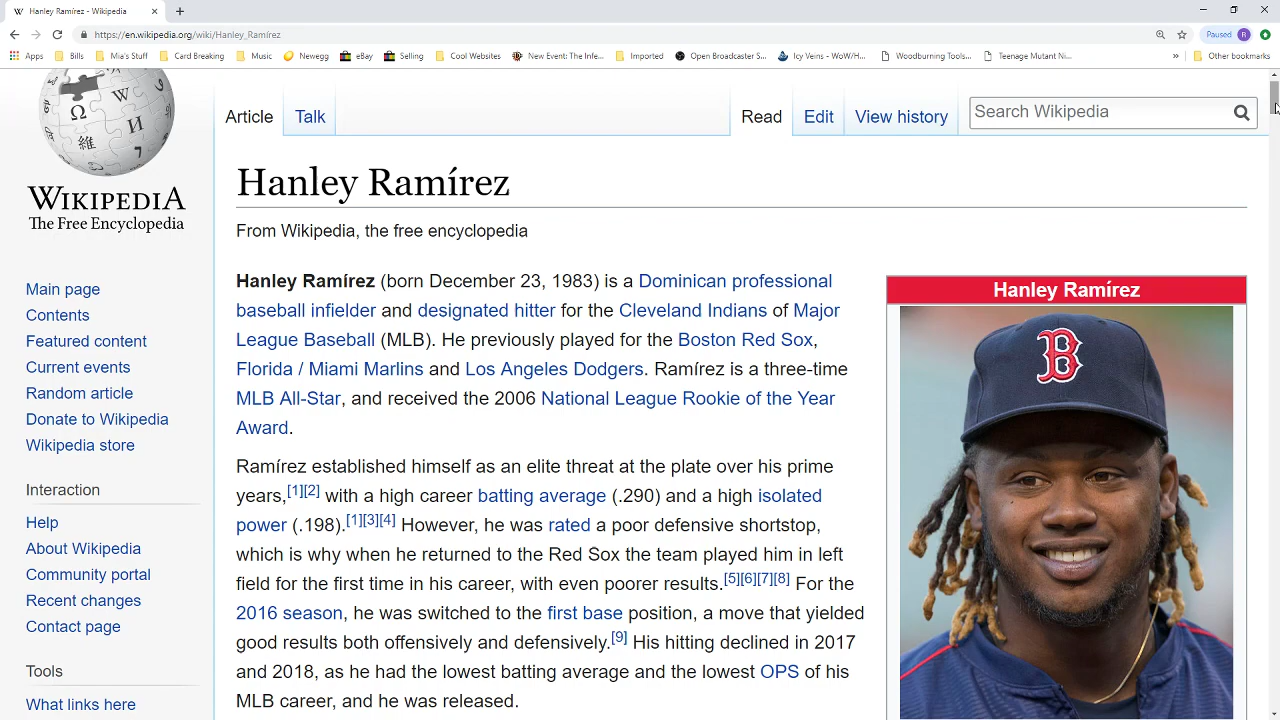 Hanley Ramírez - Wikipedia
https://en.wikipedia.org/wiki/Hanley_Ramírez
Paused R
Apps Bills Mia's Stuff Card Breaking Music Newegg eBay Selling Cool Websites New Event: The Infe... Imported Open Broadcaster S... Icy Veins - WoW/H... Woodburning Tools... Teenage Mutant Ni... » Other bookmarks
WIKIPEDIA
The Free Encyclopedia
Main page
Contents
Featured content
Current events
Random article
Donate to Wikipedia
Wikipedia store
Interaction
Help
About Wikipedia
Community portal
Recent changes
Contact page
Tools
What links here
Article Talk Read Edit View history Search Wikipedia
Hanley Ramírez
From Wikipedia, the free encyclopedia
Hanley Ramírez (born December 23, 1983) is a Dominican professional
baseball infielder and designated hitter for the Cleveland Indians of Major
League Baseball (MLB). He previously played for the Boston Red Sox,
Florida / Miami Marlins and Los Angeles Dodgers. Ramírez is a three-time
MLB All-Star, and received the 2006 National League Rookie of the Year
Award.
Ramírez established himself as an elite threat at the plate over his prime
years,[1][2] with a high career batting average (.290) and a high isolated
power (.198).[1][3][4] However, he was rated a poor defensive shortstop,
which is why when he returned to the Red Sox the team played him in left
field for the first time in his career, with even poorer results.[5][6][7][8] For the
2016 season, he was switched to the first base position, a move that yielded
good results both offensively and defensively.[9] His hitting declined in 2017
and 2018, as he had the lowest batting average and the lowest OPS of his
MLB career, and he was released.
Hanley Ramírez
B